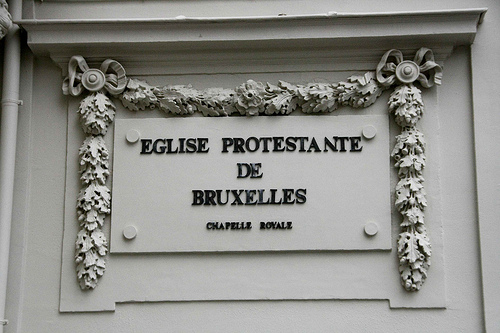 EGLISE PROTESTANTE
DE
BRUXELLES
CHAPELLE ROYALE